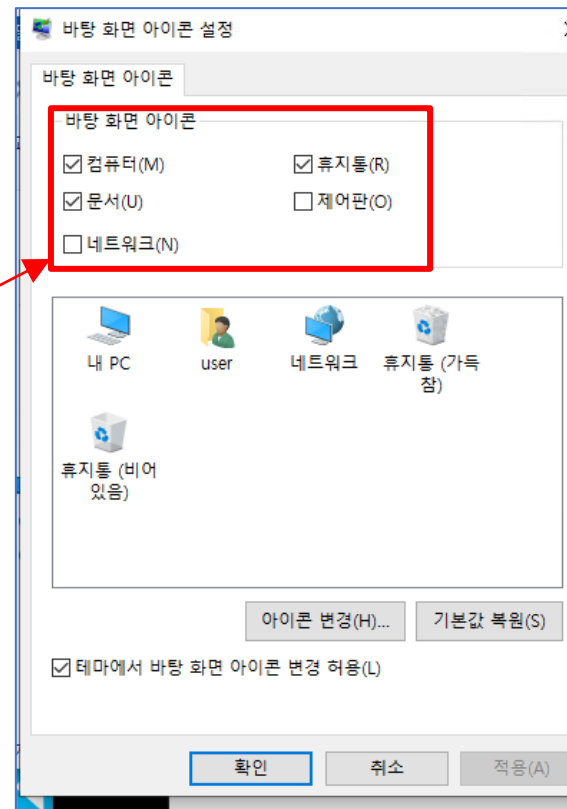 바탕 화면 아이콘 설정
바탕 화면 아이콘
바탕 화면 아이콘
컴퓨터(M)
휴지통(R)
문서(U)
제어판(O)
네트워크(N)
내 PC
user
네트워크
휴지통 (가득
참)
휴지통 (비어
있음)
아이콘 변경(H)...
기본값 복원(S)
테마에서 바탕 화면 아이콘 변경 허용(L)
확인
취소
적용(A)